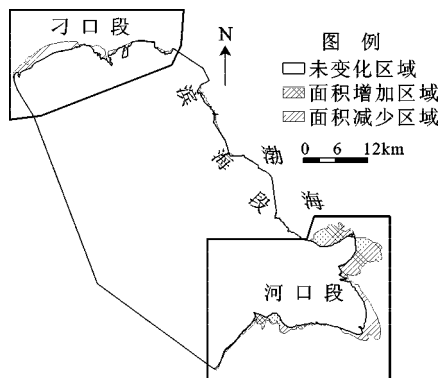 刁口段
N
图 例
未变化区域
面积增加区域
面积减少区域
0 6 12km
滨海段
渤海
河口段